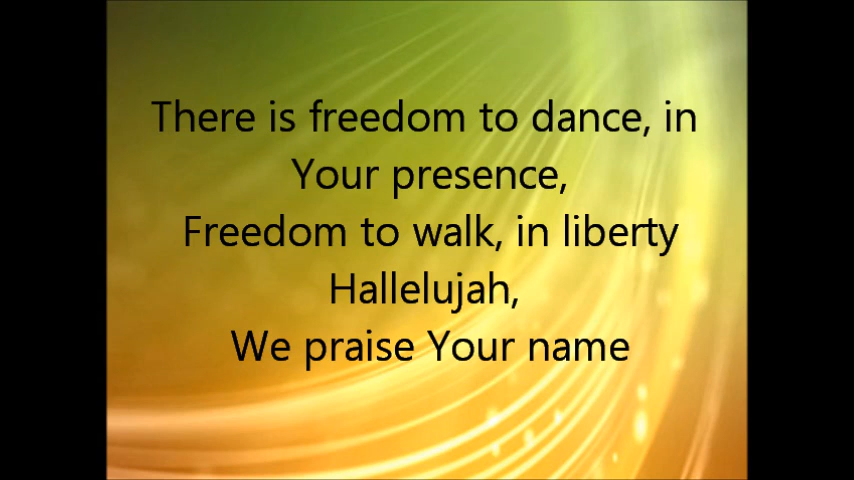 There is freedom to dance, in
Your presence,
Freedom to walk, in liberty
Hallelujah,
We praise Your name